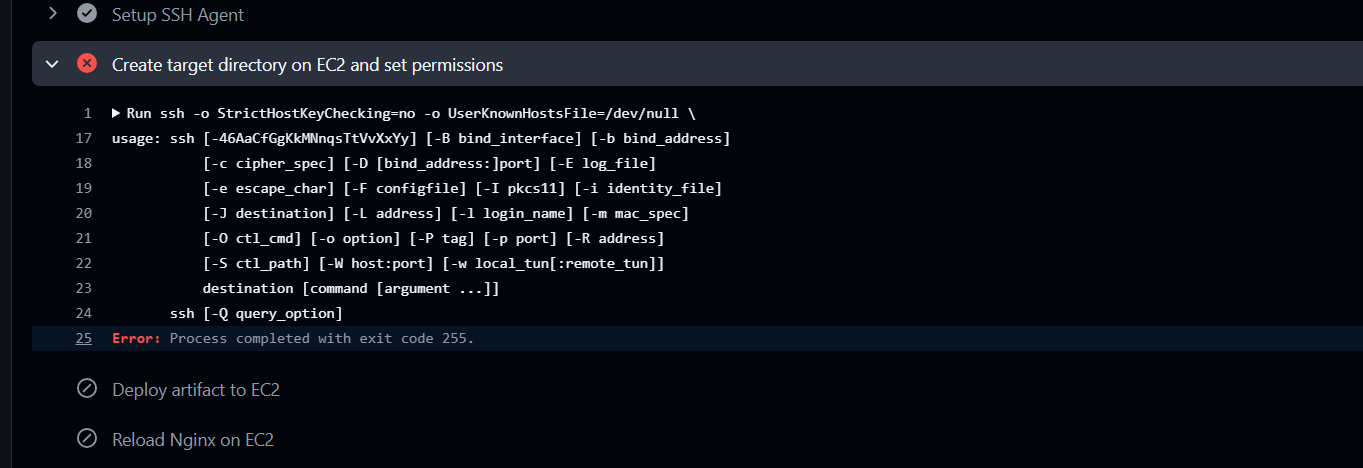 Setup SSH Agent
Create target directory on EC2 and set permissions
1 Run ssh -o StrictHostKeyChecking=no -o UserKnownHostsFile=/dev/null \
17 usage: ssh [-46AaCfGgKkMNnqsTtVvXxYy] [-B bind_interface] [-b bind_address]
18 [-c cipher_spec] [-D [bind_address:]port] [-E log_file]
19 [-e escape_char] [-F configfile] [-I pkcs11] [-i identity_file]
20 [-J destination] [-L address] [-l login_name] [-m mac_spec]
21 [-O ctl_cmd] [-o option] [-P tag] [-p port] [-R address]
22 [-S ctl_path] [-W host:port] [-w local_tun[:remote_tun]]
23 destination [command [argument ...]]
24 ssh [-Q query_option]
25 Error: Process completed with exit code 255.
Deploy artifact to EC2
Reload Nginx on EC2